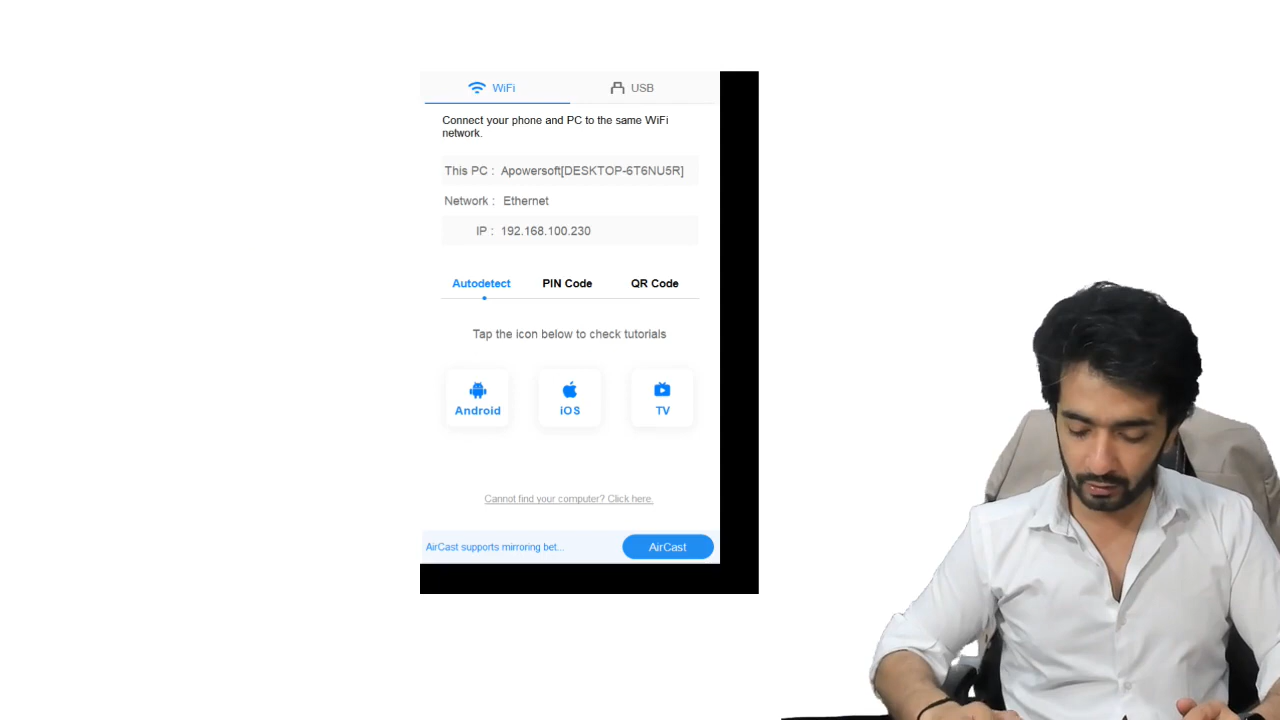 WiFi
USB
Connect your phone and PC to the same WiFi
network.
This PC : Apowersoft[DESKTOP-6T6NU5R]
Network : Ethernet
IP : 192.168.100.230
Autodetect PIN Code QR Code
Tap the icon below to check tutorials
Android iOS TV
Cannot find your computer? Click here.
AirCast supports mirroring bet... AirCast